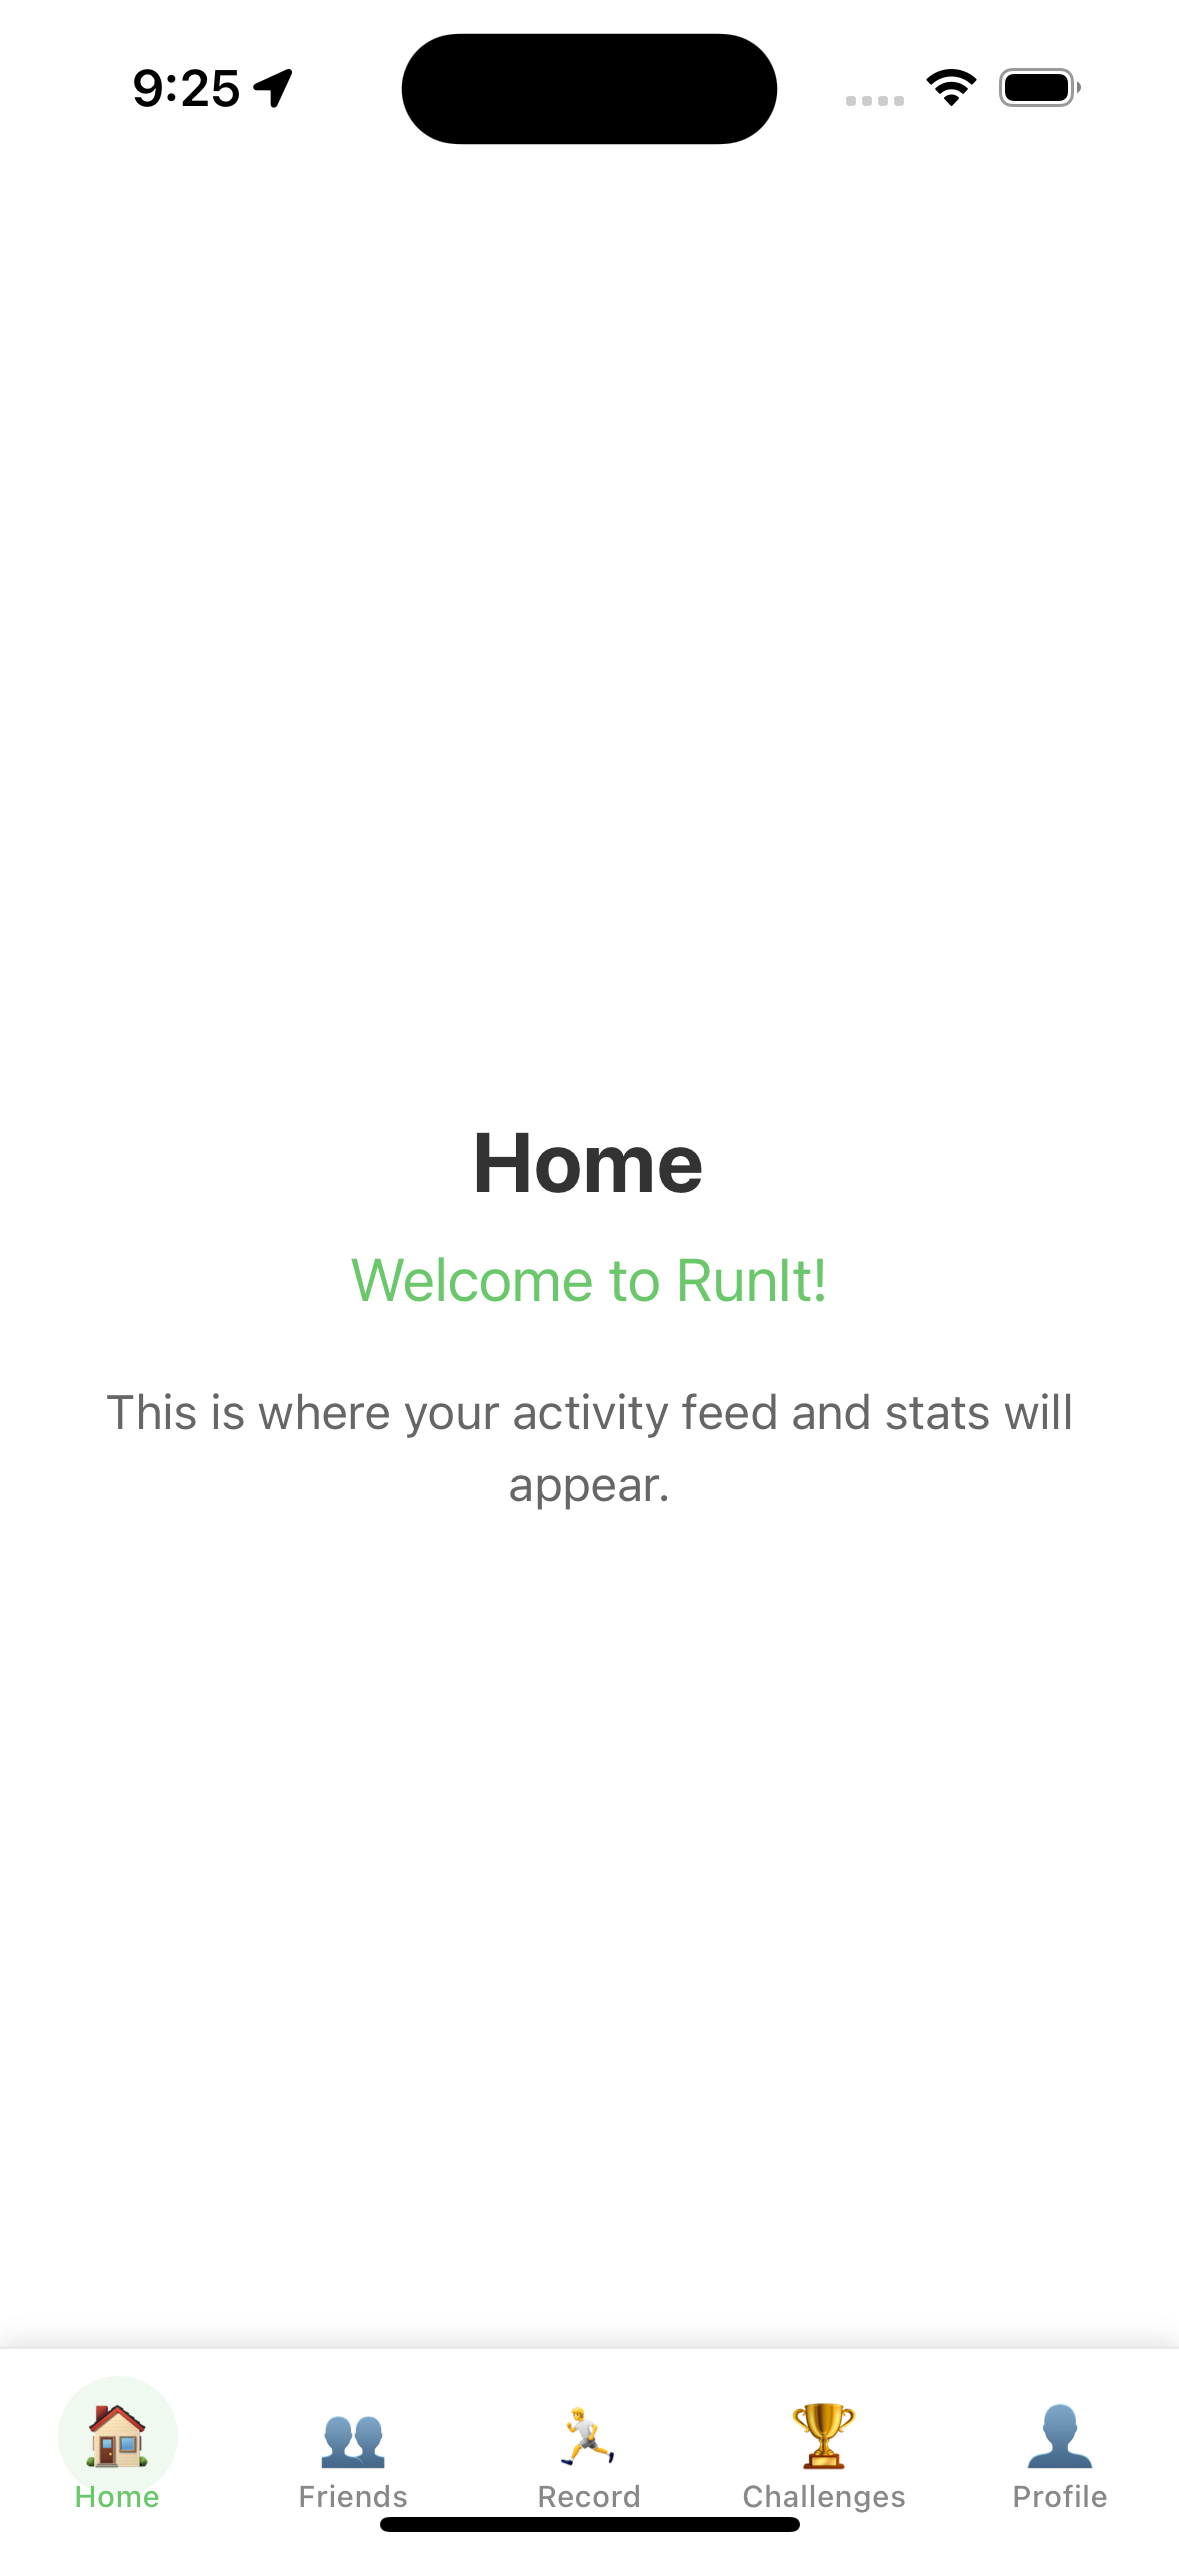 9:25
Home
Welcome to RunIt!
This is where your activity feed and stats will
appear.
Home
Friends
Record
Challenges
Profile